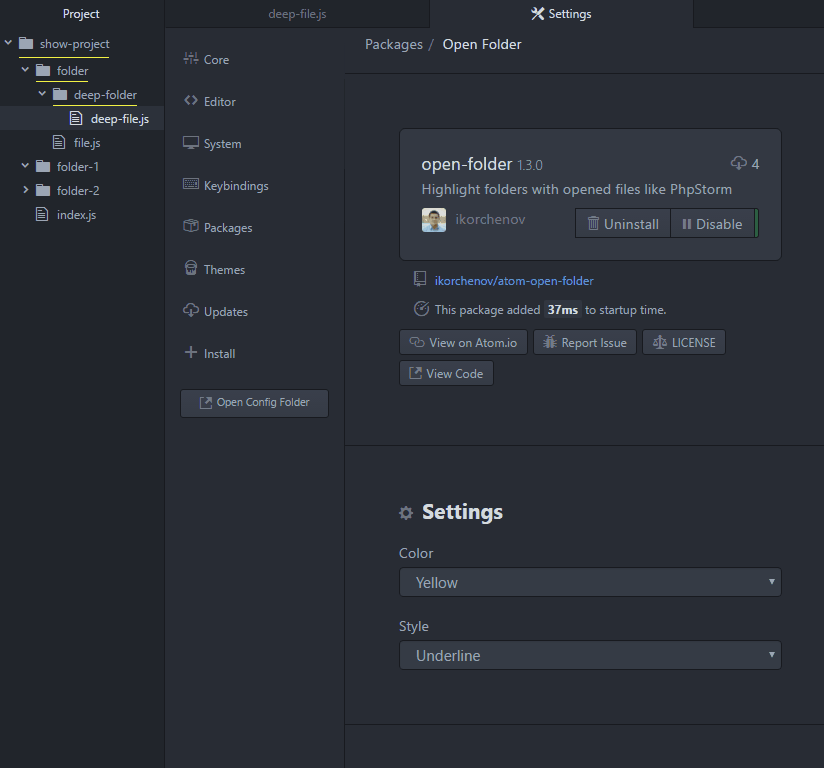 Project
show-project
folder
deep-folder
deep-file.js
file.js
folder-1
folder-2
index.js
deep-file.js
Settings
Core
Editor
System
Keybindings
Packages
Themes
Updates
Install
Open Config Folder
Packages / Open Folder
open-folder 1.3.0
4
Highlight folders with opened files like PhpStorm
ikorchenov
Uninstall
Disable
ikorchenov/atom-open-folder
This package added 37ms to startup time.
View on Atom.io
Report Issue
LICENSE
View Code
Settings
Color
Yellow
Style
Underline